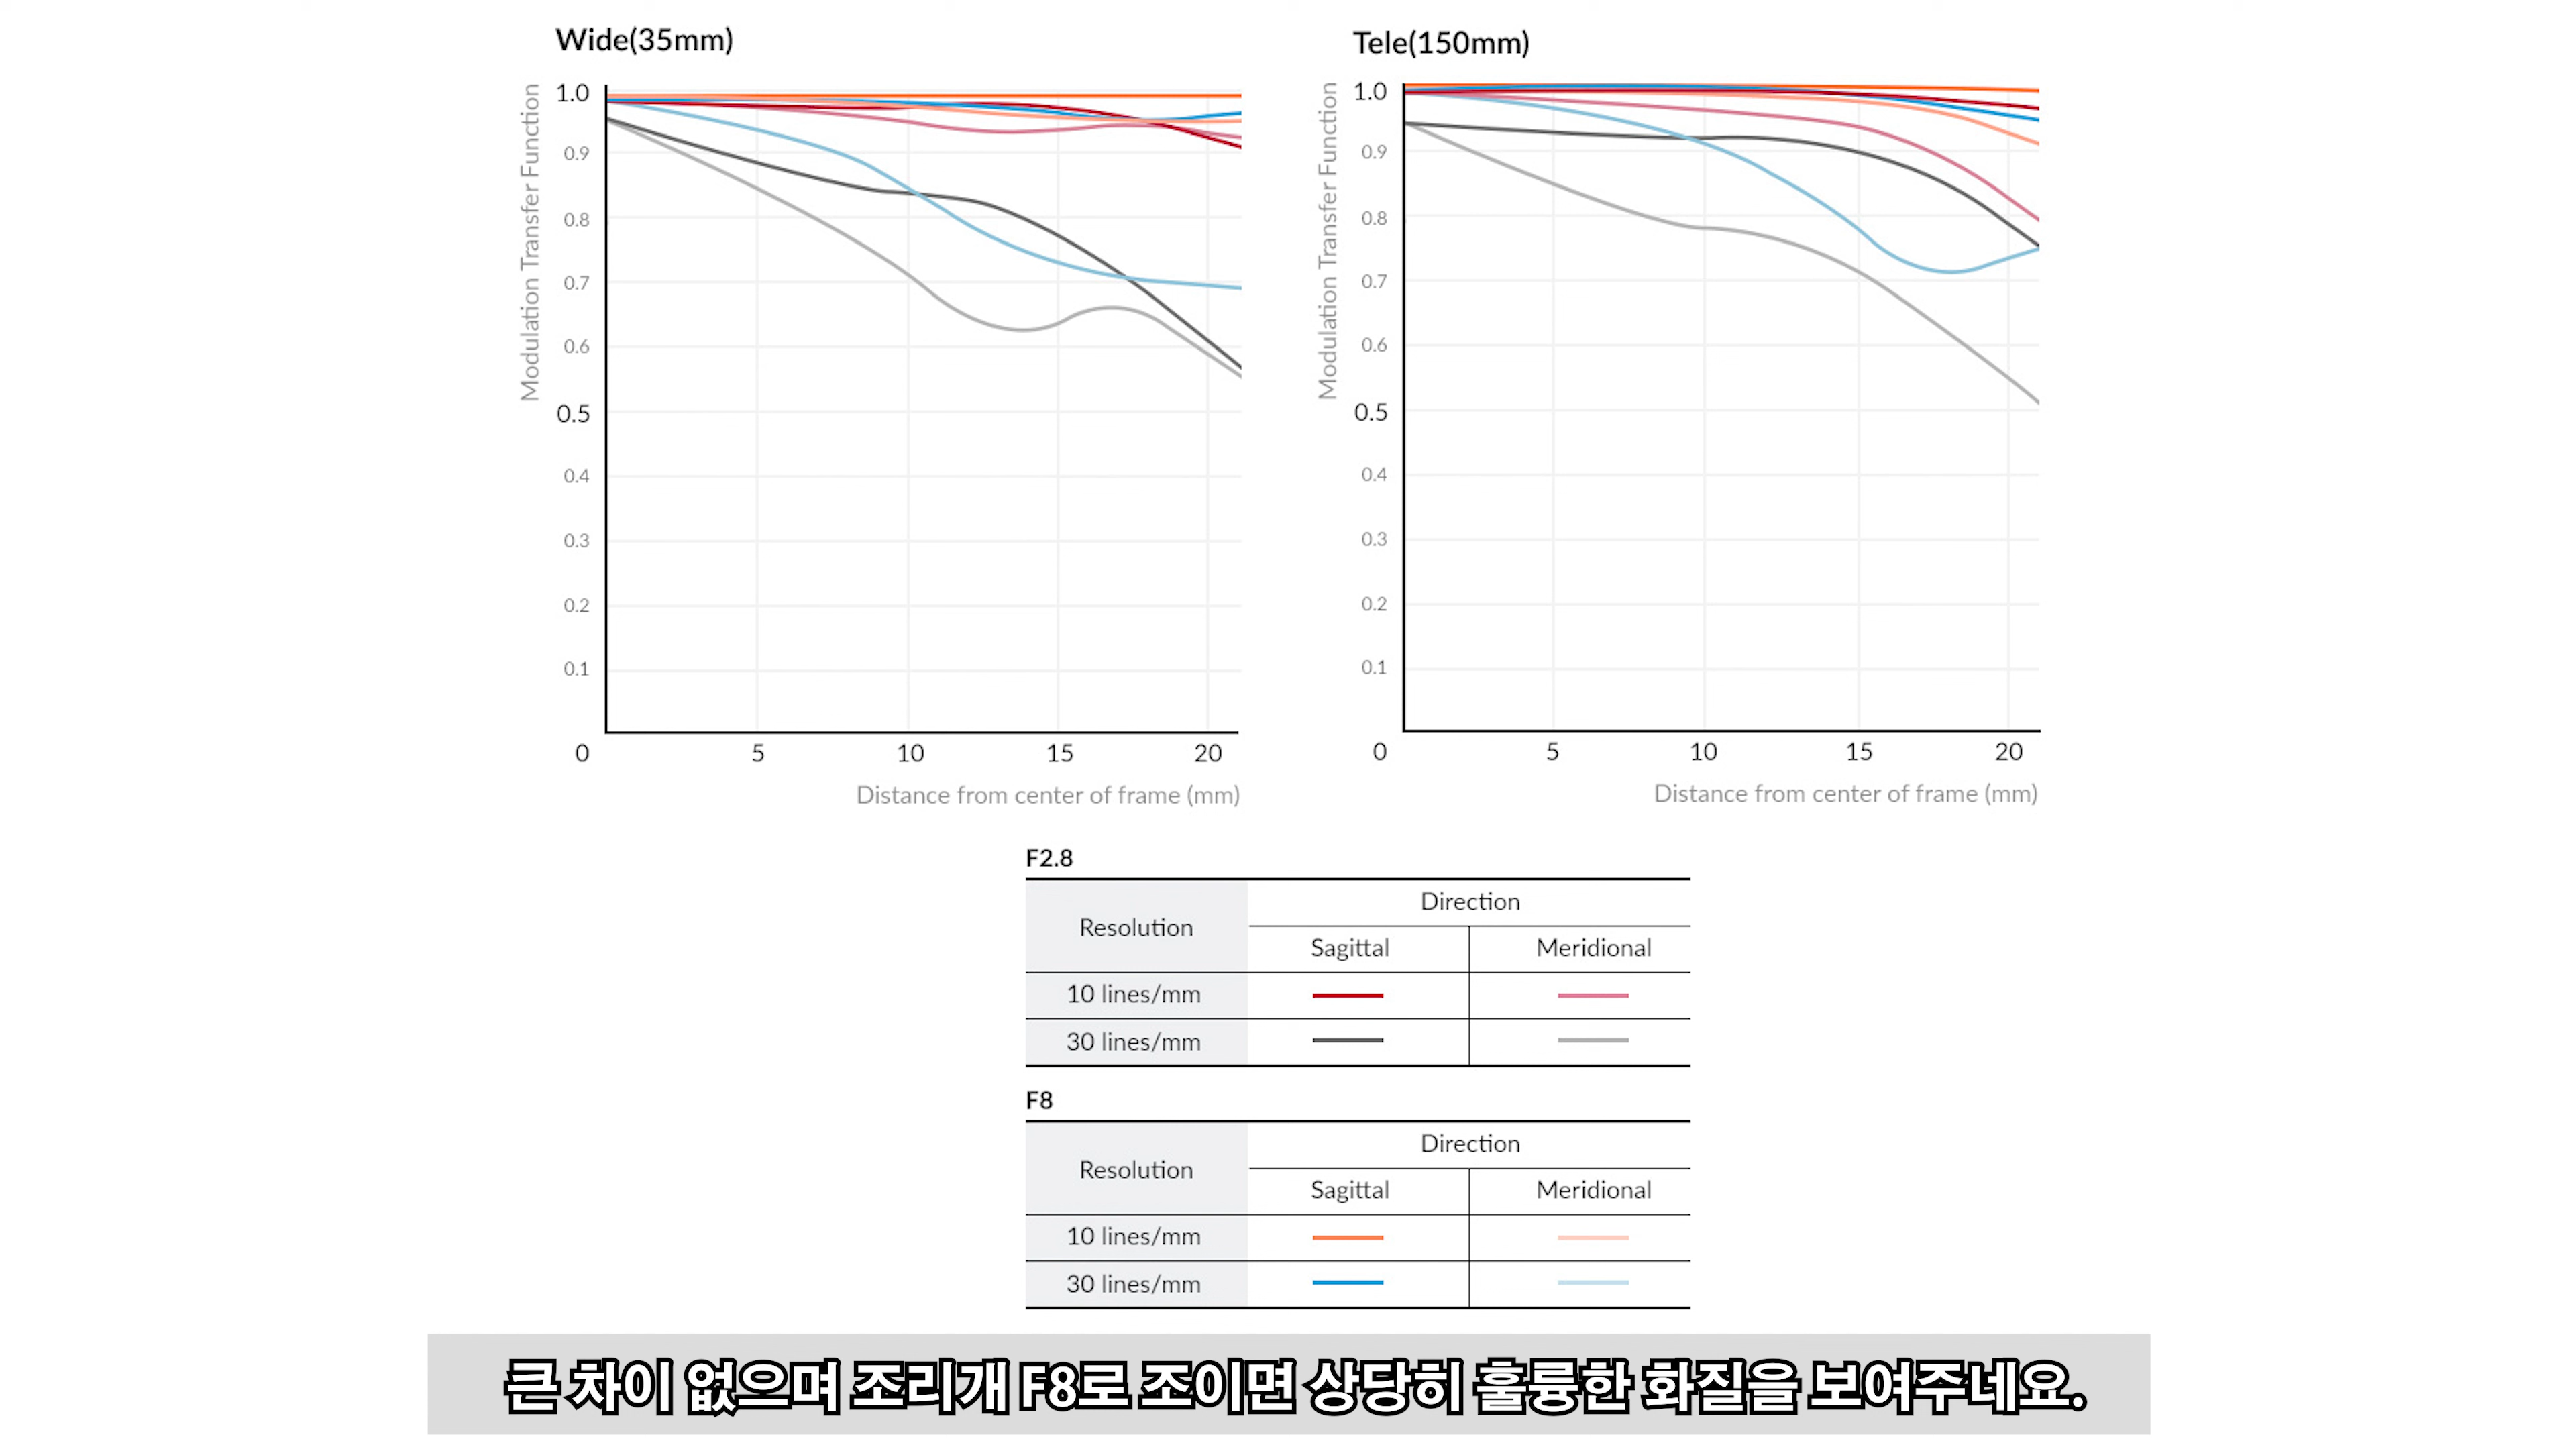 Wide(35mm)
Modulation Transfer Function
1.0
0.9
0.8
0.7
0.6
0.5
0.4
0.3
0.2
0.1
0 5 10 15 20
Distance from center of frame (mm)
Tele(150mm)
Modulation Transfer Function
1.0
0.9
0.8
0.7
0.6
0.5
0.4
0.3
0.2
0.1
0 5 10 15 20
Distance from center of frame (mm)
F2.8
Resolution
Direction
Sagittal Meridional
10 lines/mm
30 lines/mm
F8
Resolution
Direction
Sagittal Meridional
10 lines/mm
30 lines/mm
큰 차이 없으며 조리개 F8로 조이면 상당히 훌륭한 화질을 보여주네요.